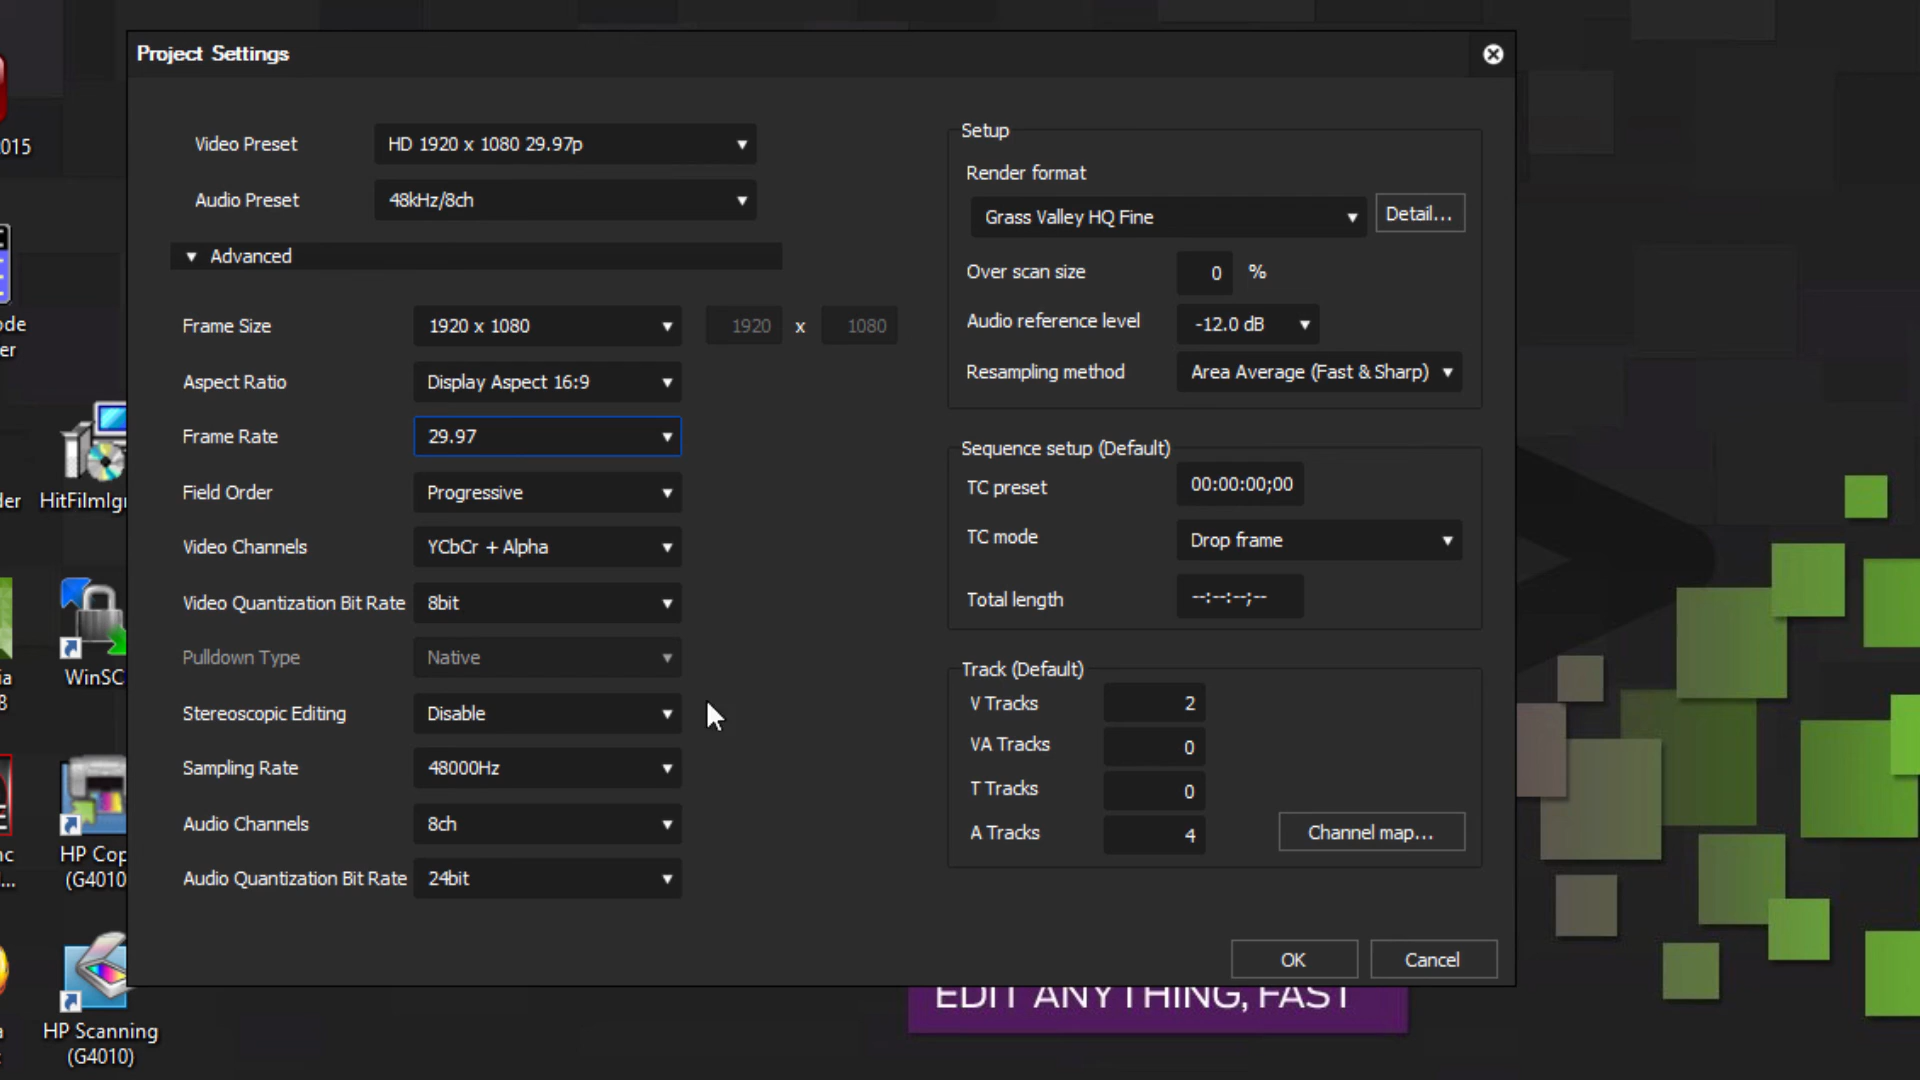 Project Settings
Video Preset
HD 1920 x 1080 29.97p
Audio Preset
48kHz/8ch
Advanced
Frame Size
1920 x 1080
1920 x 1080
Aspect Ratio
Display Aspect 16:9
Frame Rate
29.97
Field Order
Progressive
Video Channels
YCbCr + Alpha
Video Quantization Bit Rate
8bit
Pulldown Type
Native
Stereoscopic Editing
Disable
Sampling Rate
48000Hz
Audio Channels
8ch
Audio Quantization Bit Rate
24bit
Setup
Render format
Grass Valley HQ Fine
Detail...
Over scan size
0 %
Audio reference level
-12.0 dB
Resampling method
Area Average (Fast & Sharp)
Sequence setup (Default)
TC preset
00:00:00;00
TC mode
Drop frame
Total length
--:--:--;--
Track (Default)
V Tracks
2
VA Tracks
0
T Tracks
0
A Tracks
4
Channel map...
OK
Cancel
EDIT ANYTHING, FAST
015
HitFilmIgn
WinSC
HP Cop
(G4010
HP Scanning
(G4010)